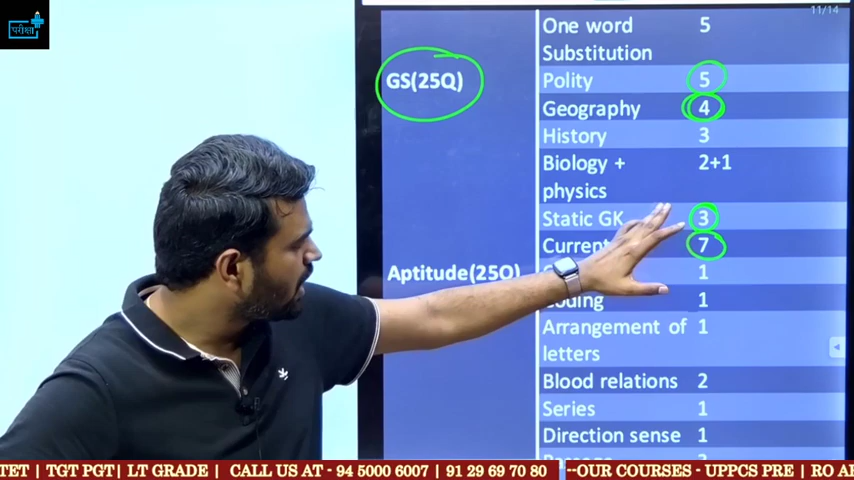 परीक्षा
11/14
One word 5
Substitution
GS(25Q) Polity 5
Geography 4
History 3
Biology + 2+1
physics
Static GK 3
Current 7
Aptitude(25Q) 1
Coding 1
Arrangement of 1
letters
Blood relations 2
Series 1
Direction sense 1
TET | TGT PGT| LT GRADE | CALL US AT - 94 5000 6007 | 91 29 69 70 80 --OUR COURSES - UPPCS PRE | RO AR